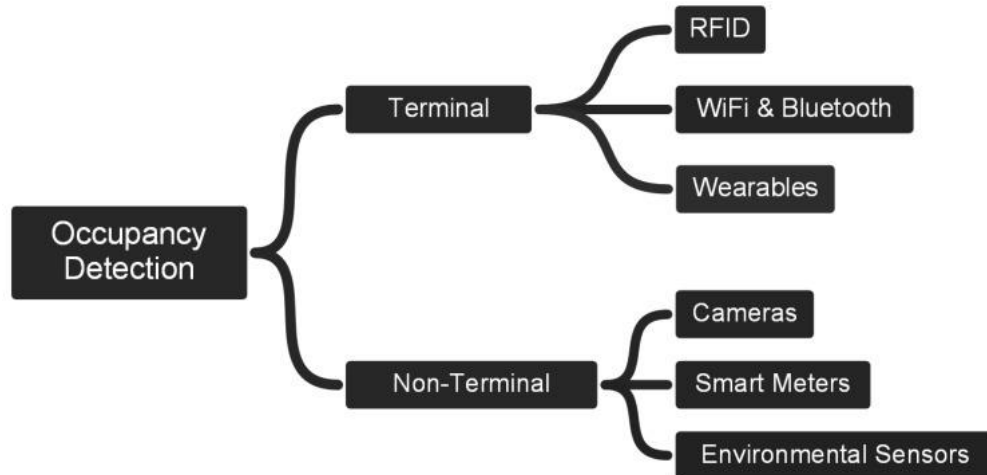 Occupancy
Detection
Terminal
RFID
WiFi & Bluetooth
Wearables
Non-Terminal
Cameras
Smart Meters
Environmental Sensors